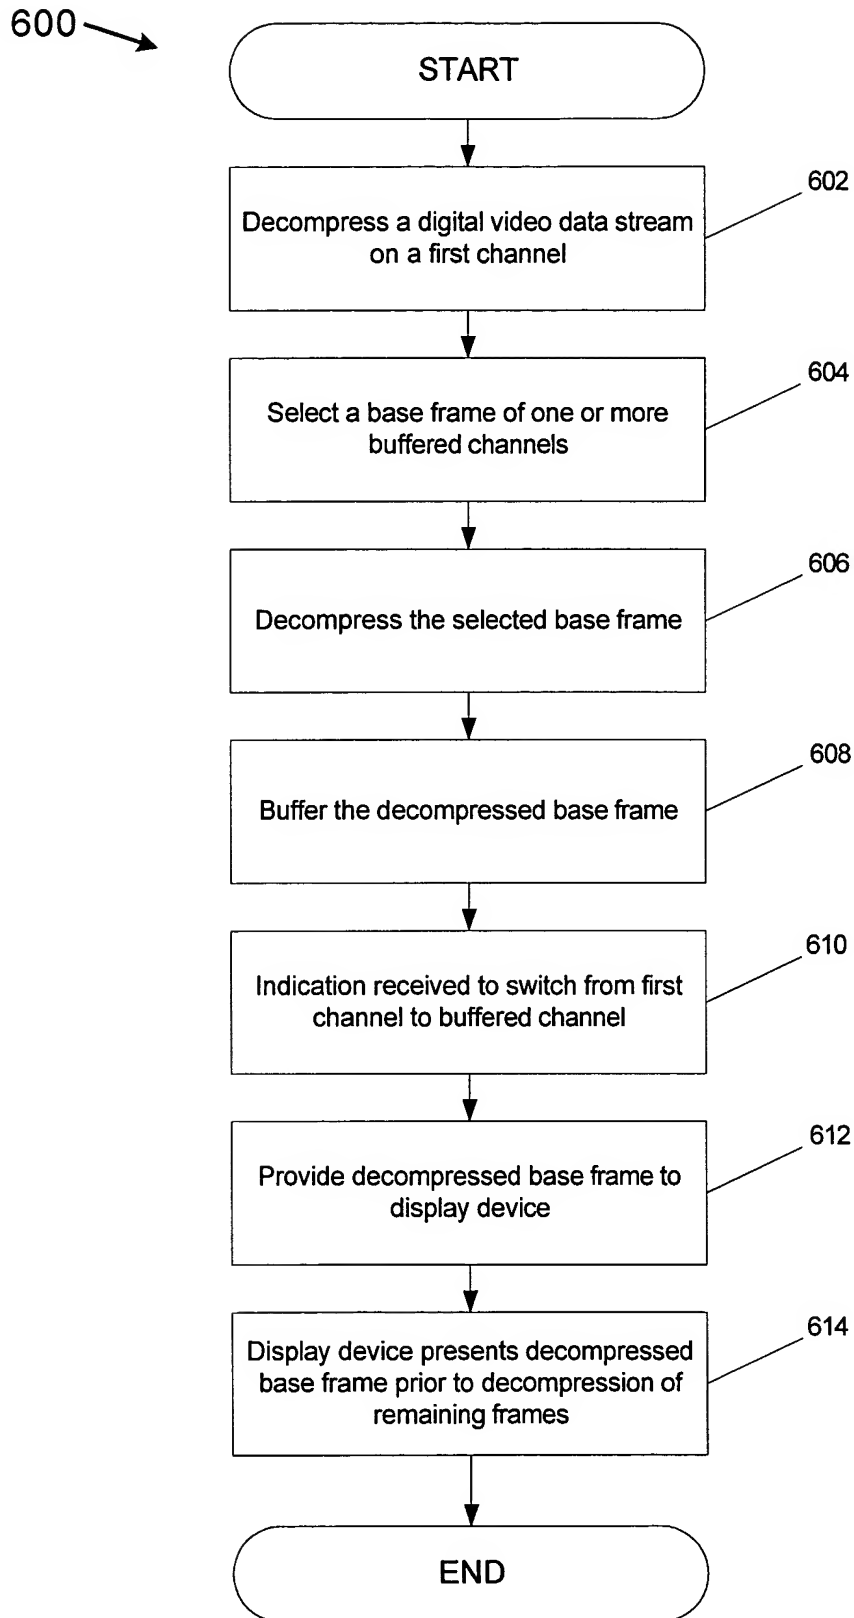 600
START
602
Decompress a digital video data stream
on a first channel
604
Select a base frame of one or more
buffered channels
606
Decompress the selected base frame
608
Buffer the decompressed base frame
610
Indication received to switch from first
channel to buffered channel
612
Provide decompressed base frame to
display device
614
Display device presents decompressed
base frame prior to decompression of
remaining frames
END